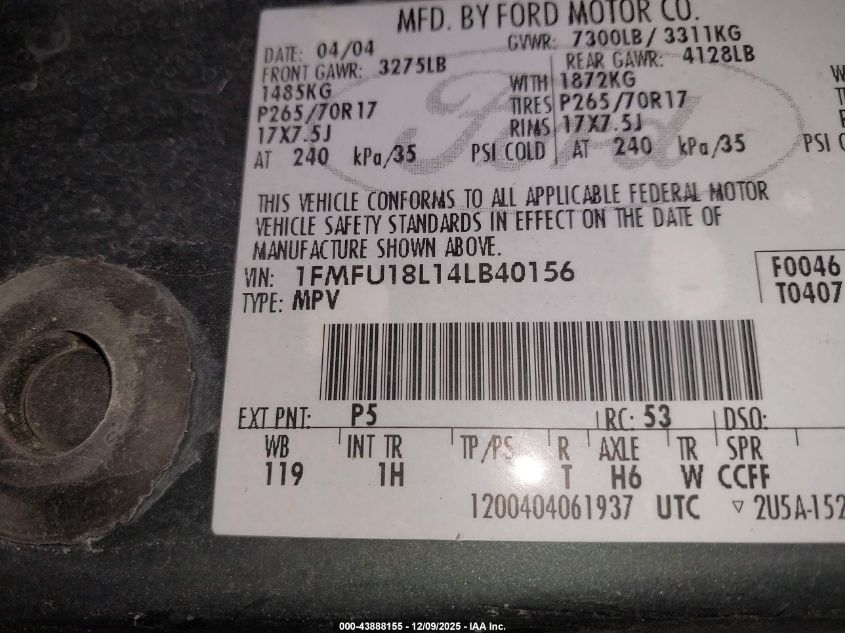 MFD. BY FORD MOTOR CO.
DATE: 04/04 GVWR: 7300LB / 3311KG
FRONT GAWR: 3275LB REAR GAWR: 4128LB
1485KG WITH 1872KG
P265/70R17 TIRES P265/70R17
17X7.5J RIMS 17X7.5J
AT 240 kPa/35 PSI COLD AT 240 kPa/35 PSI
THIS VEHICLE CONFORMS TO ALL APPLICABLE FEDERAL MOTOR
VEHICLE SAFETY STANDARDS IN EFFECT ON THE DATE OF
MANUFACTURE SHOWN ABOVE.
VIN: 1FMFU18L14LB40156 F0046
TYPE: MPV T0407
EXT PNT: P5 RC: 53 DSO:
WB INT TR TP/PS R AXLE TR SPR
119 1H T H6 W CCFF
1200404061937 UTC ▽ 2U5A-152
Ford
000-43888155 - 12/09/2025 - IAA Inc.